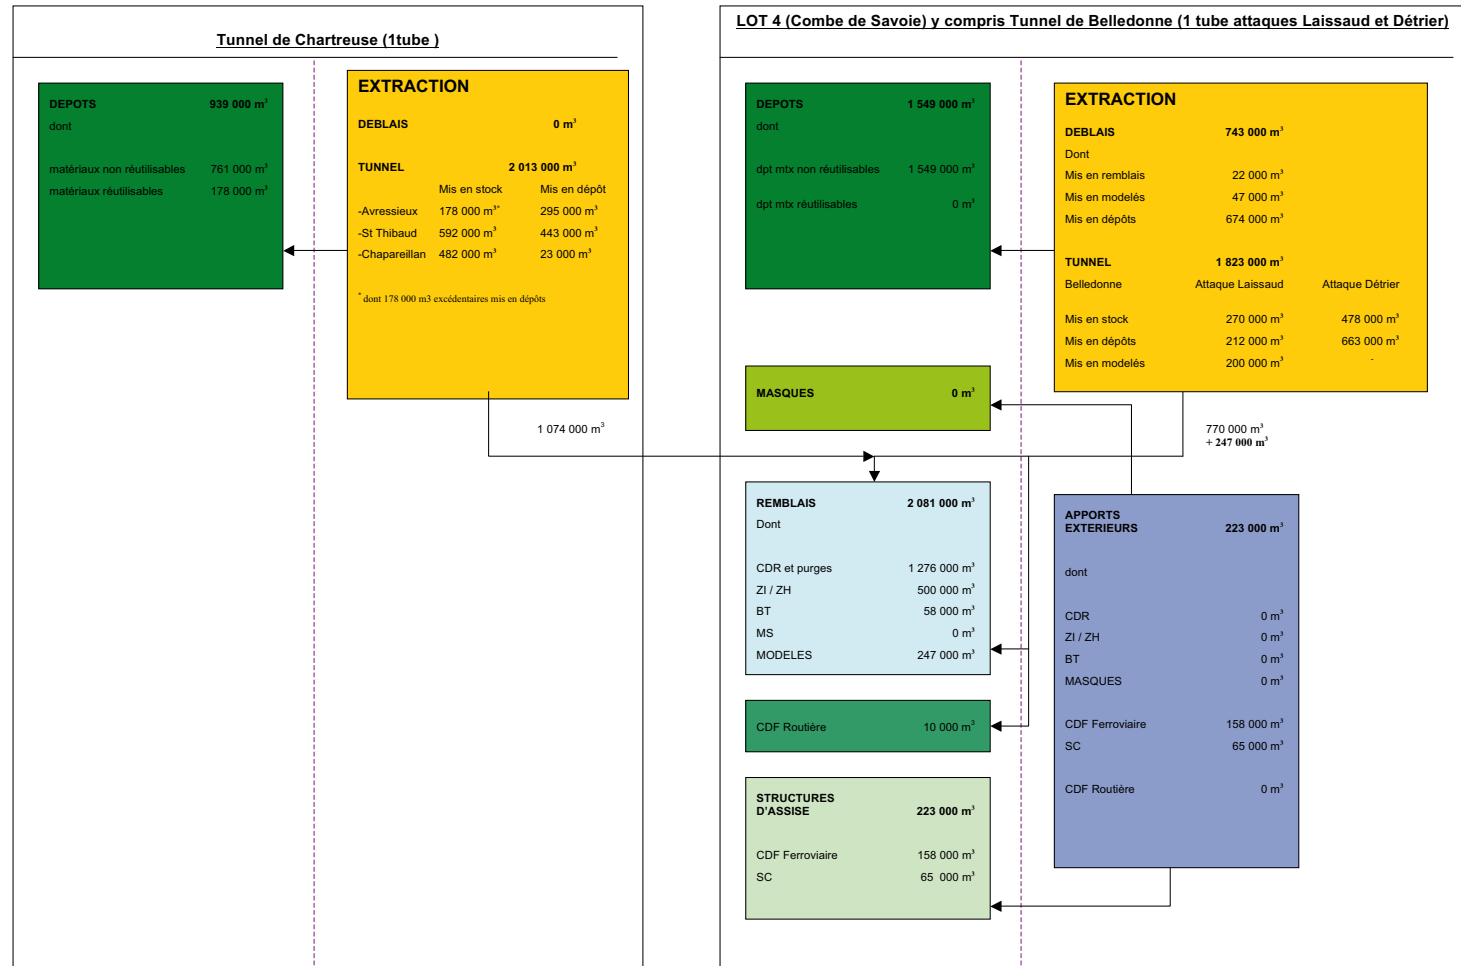 Tunnel de Chartreuse (1tube )
DEPOTS 939 000 m³
dont
matériaux non réutilisables 761 000 m³
matériaux réutilisables 178 000 m³
EXTRACTION
DEBLAIS 0 m³
TUNNEL 2 013 000 m³
Mis en stock Mis en dépôt
-Avressieux 178 000 m³* 295 000 m³
-St Thibaud 592 000 m³ 443 000 m³
-Chapareillan 482 000 m³ 23 000 m³
* dont 178 000 m3 excédentaires mis en dépôts
1 074 000 m³
LOT 4 (Combe de Savoie) y compris Tunnel de Belledonne (1 tube attaques Laissaud et Détrier)
DEPOTS 1 549 000 m³
dont
dpt mtx non réutilisables 1 549 000 m³
dpt mtx réutilisables 0 m³
EXTRACTION
DEBLAIS 743 000 m³
Dont
Mis en remblais 22 000 m³
Mis en modelés 47 000 m³
Mis en dépôts 674 000 m³
TUNNEL 1 823 000 m³
Belledonne Attaque Laissaud Attaque Détrier
Mis en stock 270 000 m³ 478 000 m³
Mis en dépôts 212 000 m³ 663 000 m³
Mis en modelés 200 000 m³ -
MASQUES 0 m³
770 000 m³
+ 247 000 m³
REMBLAIS 2 081 000 m³
Dont
CDR et purges 1 276 000 m³
ZI / ZH 500 000 m³
BT 58 000 m³
MS 0 m³
MODELES 247 000 m³
CDF Routière 10 000 m³
STRUCTURES
D'ASSISE 223 000 m³
CDF Ferroviaire 158 000 m³
SC 65 000 m³
APPORTS
EXTERIEURS 223 000 m³
dont
CDR 0 m³
ZI / ZH 0 m³
BT 0 m³
MASQUES 0 m³
CDF Ferroviaire 158 000 m³
SC 65 000 m³
CDF Routière 0 m³